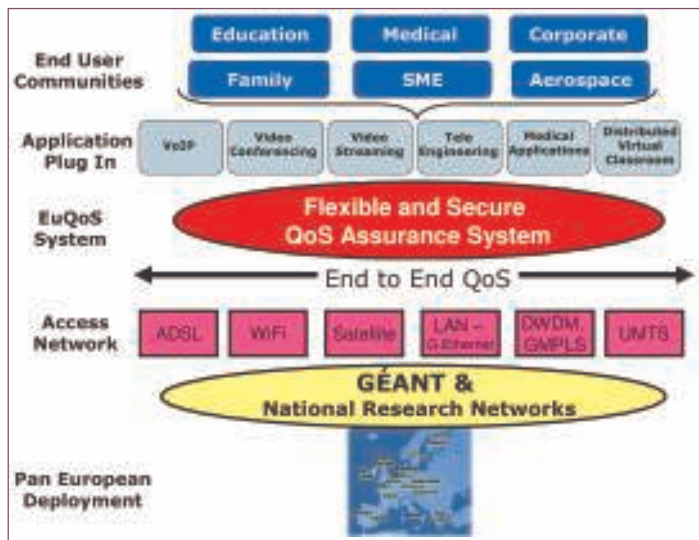 End User
Communities
Education
Medical
Corporate
Family
SME
Aerospace
Application
Plug In
VoIP
Video
Conferencing
Video
Streaming
Tele
Engineering
Medical
Applications
Distributed
Virtual
Classroom
EuQoS
System
Flexible and Secure
QoS Assurance System
End to End QoS
Access
Network
ADSL
WiFi
Satellite
LAN –
G-Ethernet
DWDM,
GMPLS
UMTS
GÉANT &
National Research Networks
Pan European
Deployment